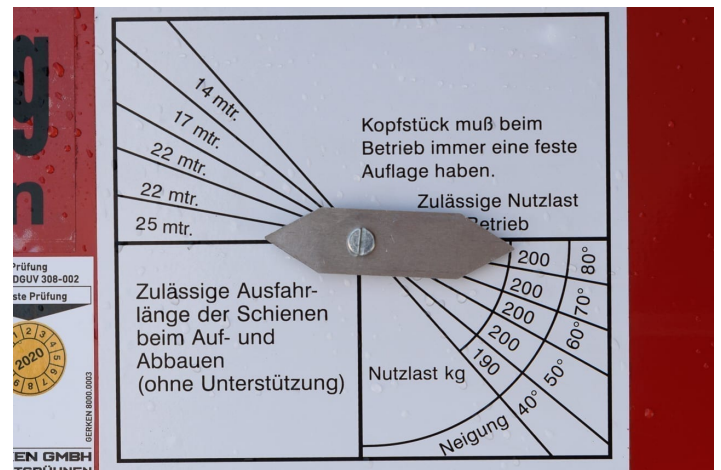 14 mtr.
17 mtr.
22 mtr.
22 mtr.
25 mtr.
Kopfstück muß beim
Betrieb immer eine feste
Auflage haben.
Zulässige Nutzlast
Betrieb
200 80°
200 70°
200 60°
200 50°
190 40°
Nutzlast kg
Neigung
Zulässige Ausfahr-
länge der Schienen
beim Auf- und
Abbauen
(ohne Unterstützung)
Prüfung
DGUV 308-002
ste Prüfung
1 2 3 4 5 6 7 8 9
2020
GERKEN 8000.0003
EN GMBH